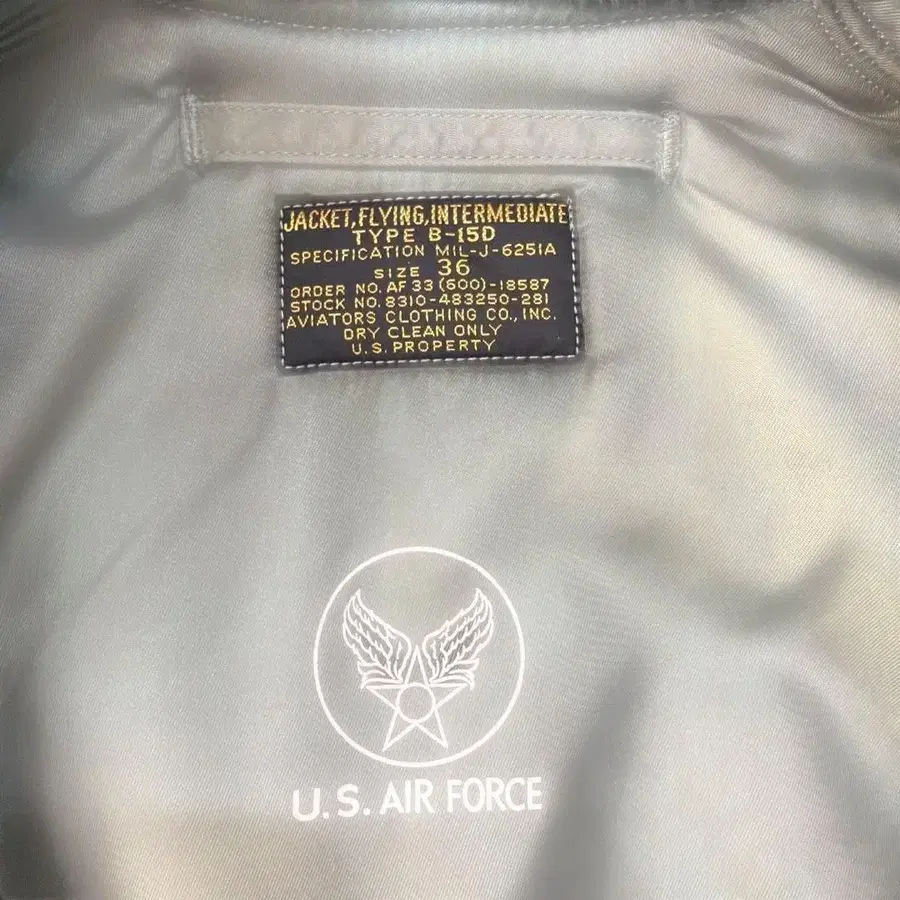 JACKET,FLYING,INTERMEDIATE
TYPE B-15D
SPECIFICATION MIL-J-6251A
SIZE 36
ORDER NO. AF 33 (600)-18587
STOCK NO. 8310-483250-281
AVIATORS CLOTHING CO., INC.
DRY CLEAN ONLY
U.S. PROPERTY
U.S. AIR FORCE